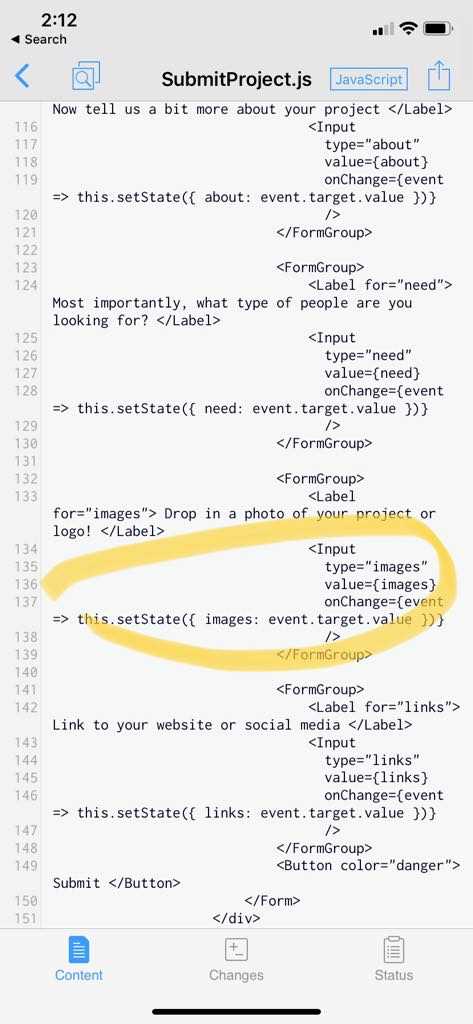 2:12
◀ Search
SubmitProject.js JavaScript
Now tell us a bit more about your project </Label>
116 <Input
117 type="about"
118 value={about}
119 onChange={event
=> this.setState({ about: event.target.value })}
120 />
121 </FormGroup>
122
123 <FormGroup>
124 <Label for="need">
Most importantly, what type of people are you
looking for? </Label>
125 <Input
126 type="need"
127 value={need}
128 onChange={event
=> this.setState({ need: event.target.value })}
129 />
130 </FormGroup>
131
132 <FormGroup>
133 <Label
for="images"> Drop in a photo of your project or
logo! </Label>
134 <Input
135 type="images"
136 value={images}
137 onChange={event
=> this.setState({ images: event.target.value })}
138 />
139 </FormGroup>
140
141 <FormGroup>
142 <Label for="links">
Link to your website or social media </Label>
143 <Input
144 type="links"
145 value={links}
146 onChange={event
=> this.setState({ links: event.target.value })}
147 />
148 </FormGroup>
149 <Button color="danger">
Submit </Button>
150 </Form>
151 </div>
Content Changes Status